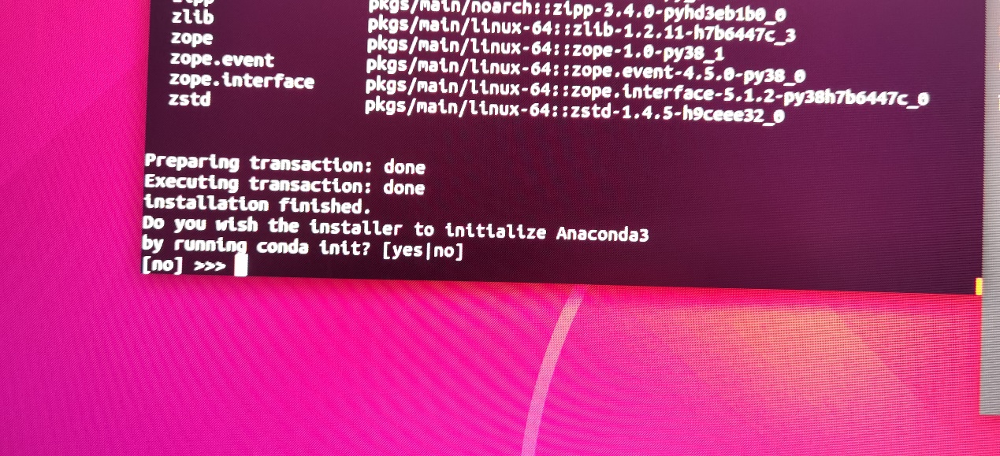 zipp pkgs/main/noarch::zipp-3.4.0-pyhd3eb1b0_0
zlib pkgs/main/linux-64::zlib-1.2.11-h7b6447c_3
zope pkgs/main/linux-64::zope-1.0-py38_1
zope.event pkgs/main/linux-64::zope.event-4.5.0-py38_0
zope.interface pkgs/main/linux-64::zope.interface-5.1.2-py38h7b6447c_0
zstd pkgs/main/linux-64::zstd-1.4.5-h9ceee32_0
Preparing transaction: done
Executing transaction: done
installation finished.
Do you wish the installer to initialize Anaconda3
by running conda init? [yes|no]
[no] >>>